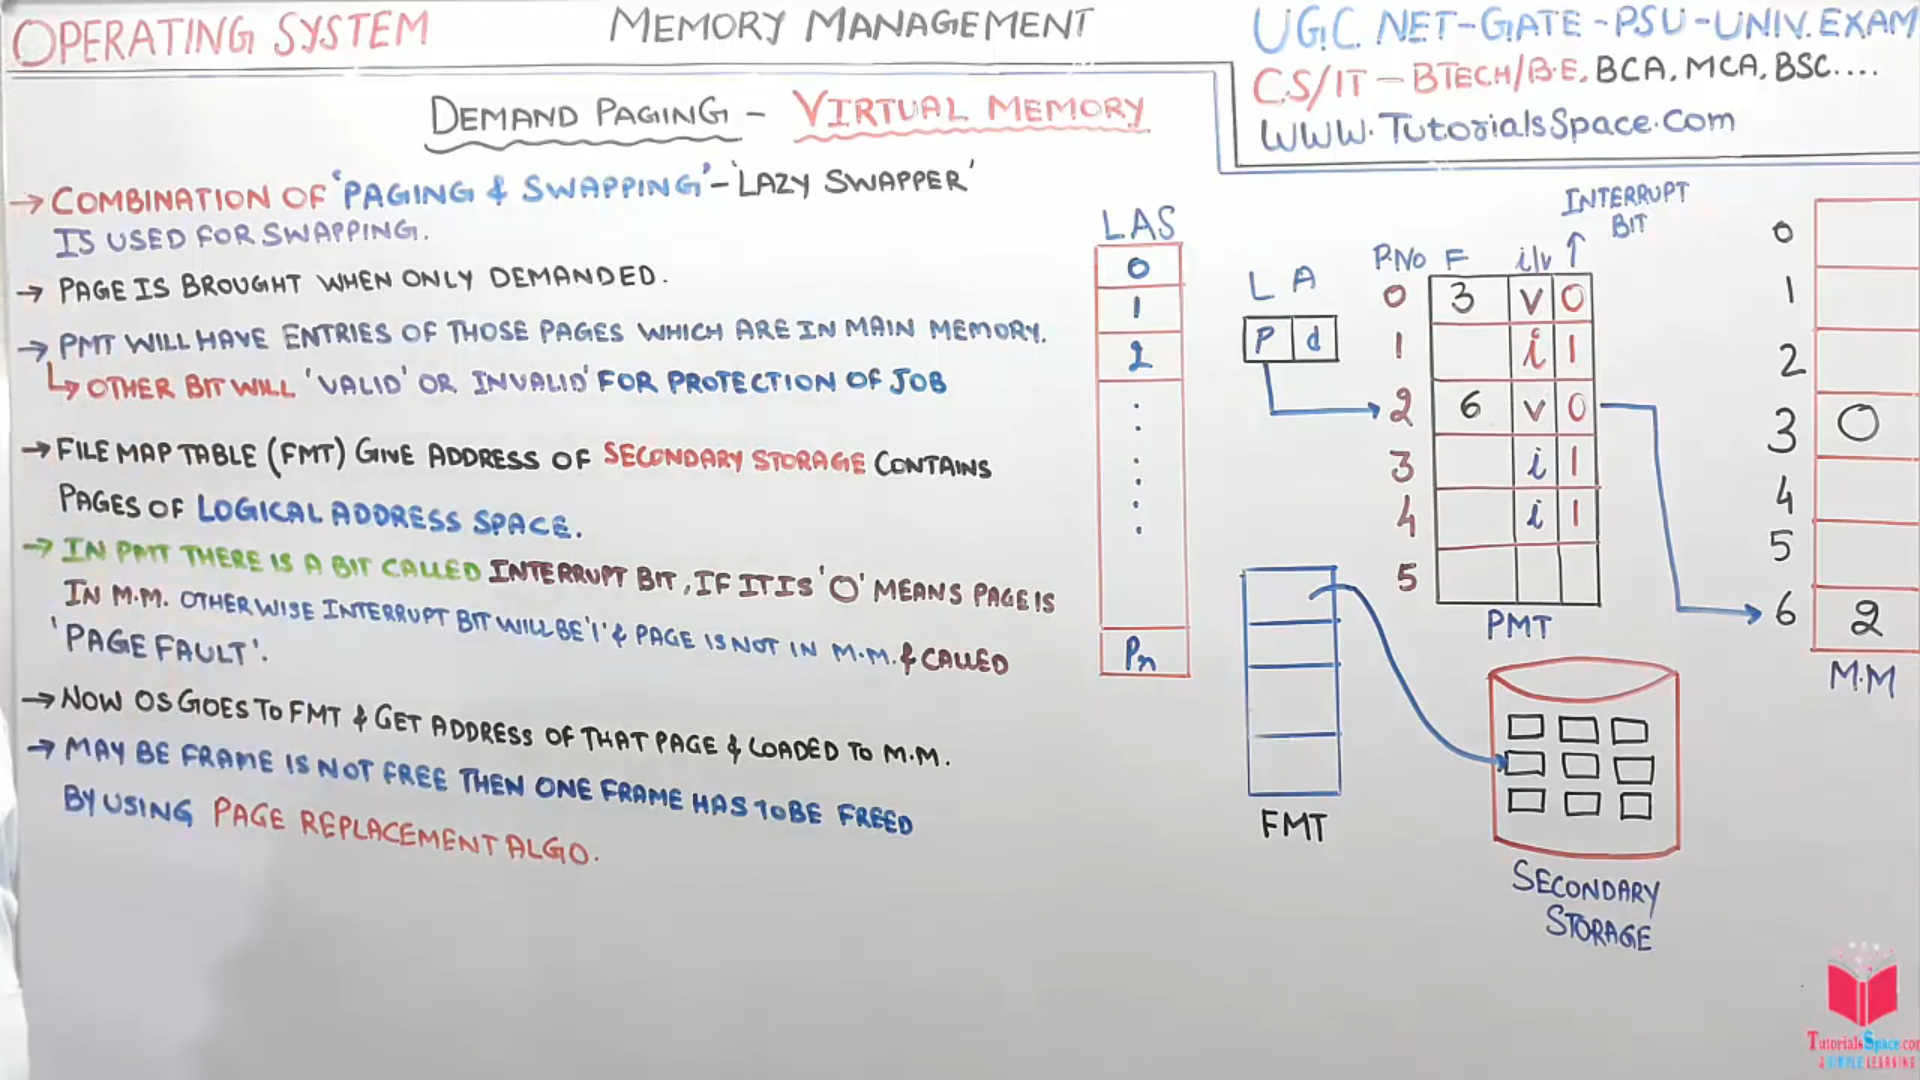 OPERATING SYSTEM
MEMORY MANAGEMENT
UGC NET-GATE-PSU-UNIV. EXAM
CS/IT - BTECH/B.E, BCA, MCA, BSC....
WWW.TutorialsSpace.com
DEMAND PAGING - VIRTUAL MEMORY
→ COMBINATION OF 'PAGING & SWAPPING' - 'LAZY SWAPPER'
IS USED FOR SWAPPING.
→ PAGE IS BROUGHT WHEN ONLY DEMANDED.
→ PMT WILL HAVE ENTRIES OF THOSE PAGES WHICH ARE IN MAIN MEMORY.
↳ OTHER BIT WILL 'VALID' OR INVALID' FOR PROTECTION OF JOB
→ FILE MAP TABLE (FMT) GIVE ADDRESS OF SECONDARY STORAGE CONTAINS
PAGES OF LOGICAL ADDRESS SPACE.
→ IN PMT THERE IS A BIT CALLED INTERRUPT BIT, IF IT IS '0' MEANS PAGE IS
IN M.M. OTHERWISE INTERRUPT BIT WILL BE '1' & PAGE IS NOT IN M.M. & CALLED
'PAGE FAULT'.
→ NOW OS GOES TO FMT & GET ADDRESS OF THAT PAGE & LOADED TO M.M.
→ MAY BE FRAME IS NOT FREE THEN ONE FRAME HAS TO BE FREED
BY USING PAGE REPLACEMENT ALGO.
LAS
0
1
2
Pn
L A
P d
INTERRUPT
BIT
P.NO F i/v
0 3 v 0
1 i 1
2 6 v 0
3 i 1
4 i 1
5
PMT
FMT
SECONDARY
STORAGE
0
1
2
3 0
4
5
6 2
M.M
TutorialsSpace.com
A SIMPLE LEARNING